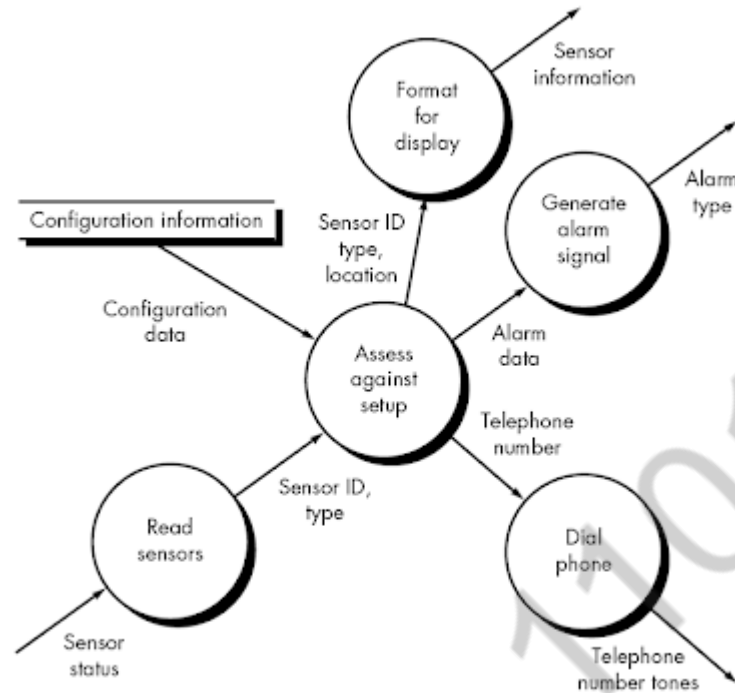 Sensor
information
Format
for
display
Alarm
type
Generate
alarm
signal
Configuration information
Sensor ID
type,
location
Configuration
data
Alarm
data
Assess
against
setup
Telephone
number
Sensor ID,
type
Read
sensors
Dial
phone
Sensor
status
Telephone
number tones